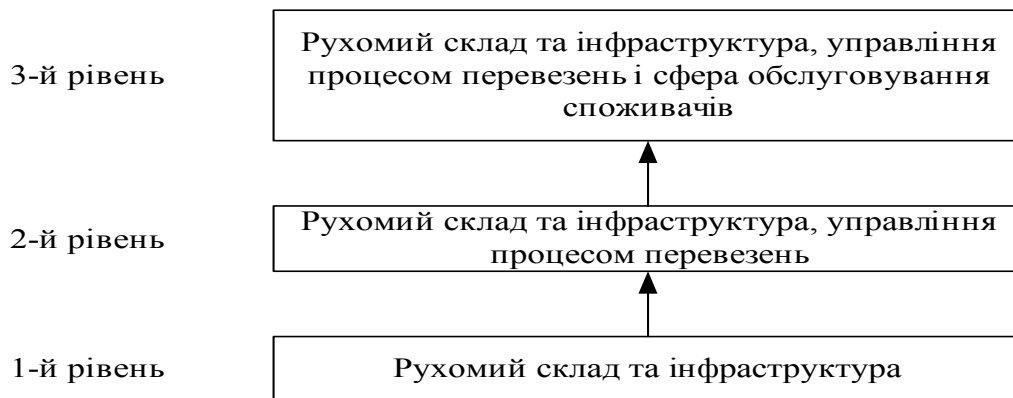 3-й рівень
Рухомий склад та інфраструктура, управління
процесом перевезень і сфера обслуговування
споживачів
2-й рівень
Рухомий склад та інфраструктура, управління
процесом перевезень
1-й рівень
Рухомий склад та інфраструктура